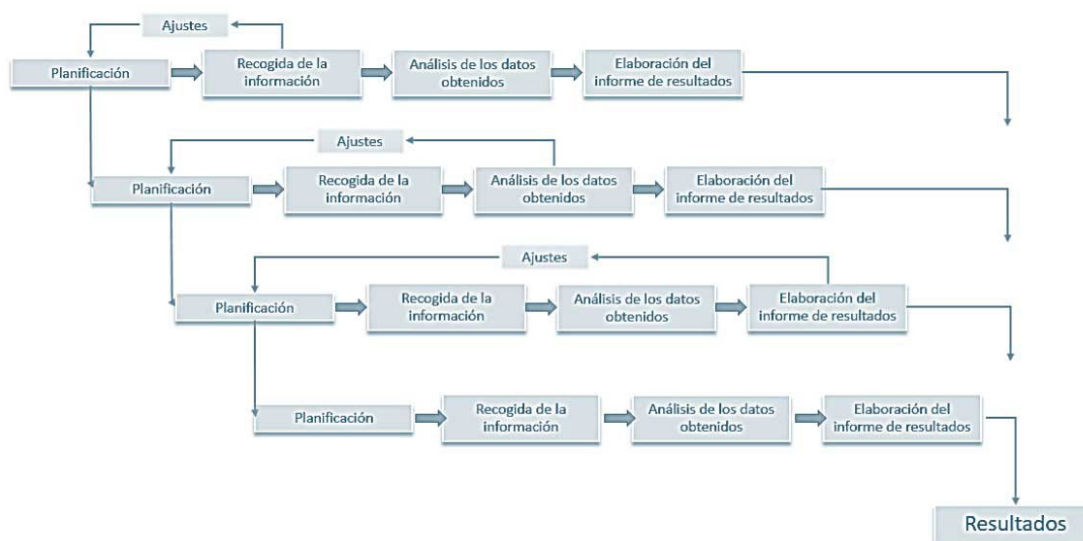 Ajustes
Planificación
Recogida de la
información
Análisis de los datos
obtenidos
Elaboración del
informe de resultados
Ajustes
Planificación
Recogida de la
información
Análisis de los datos
obtenidos
Elaboración del
informe de resultados
Ajustes
Planificación
Recogida de la
información
Análisis de los datos
obtenidos
Elaboración del
informe de resultados
Planificación
Recogida de la
información
Análisis de los datos
obtenidos
Elaboración del
informe de resultados
Resultados